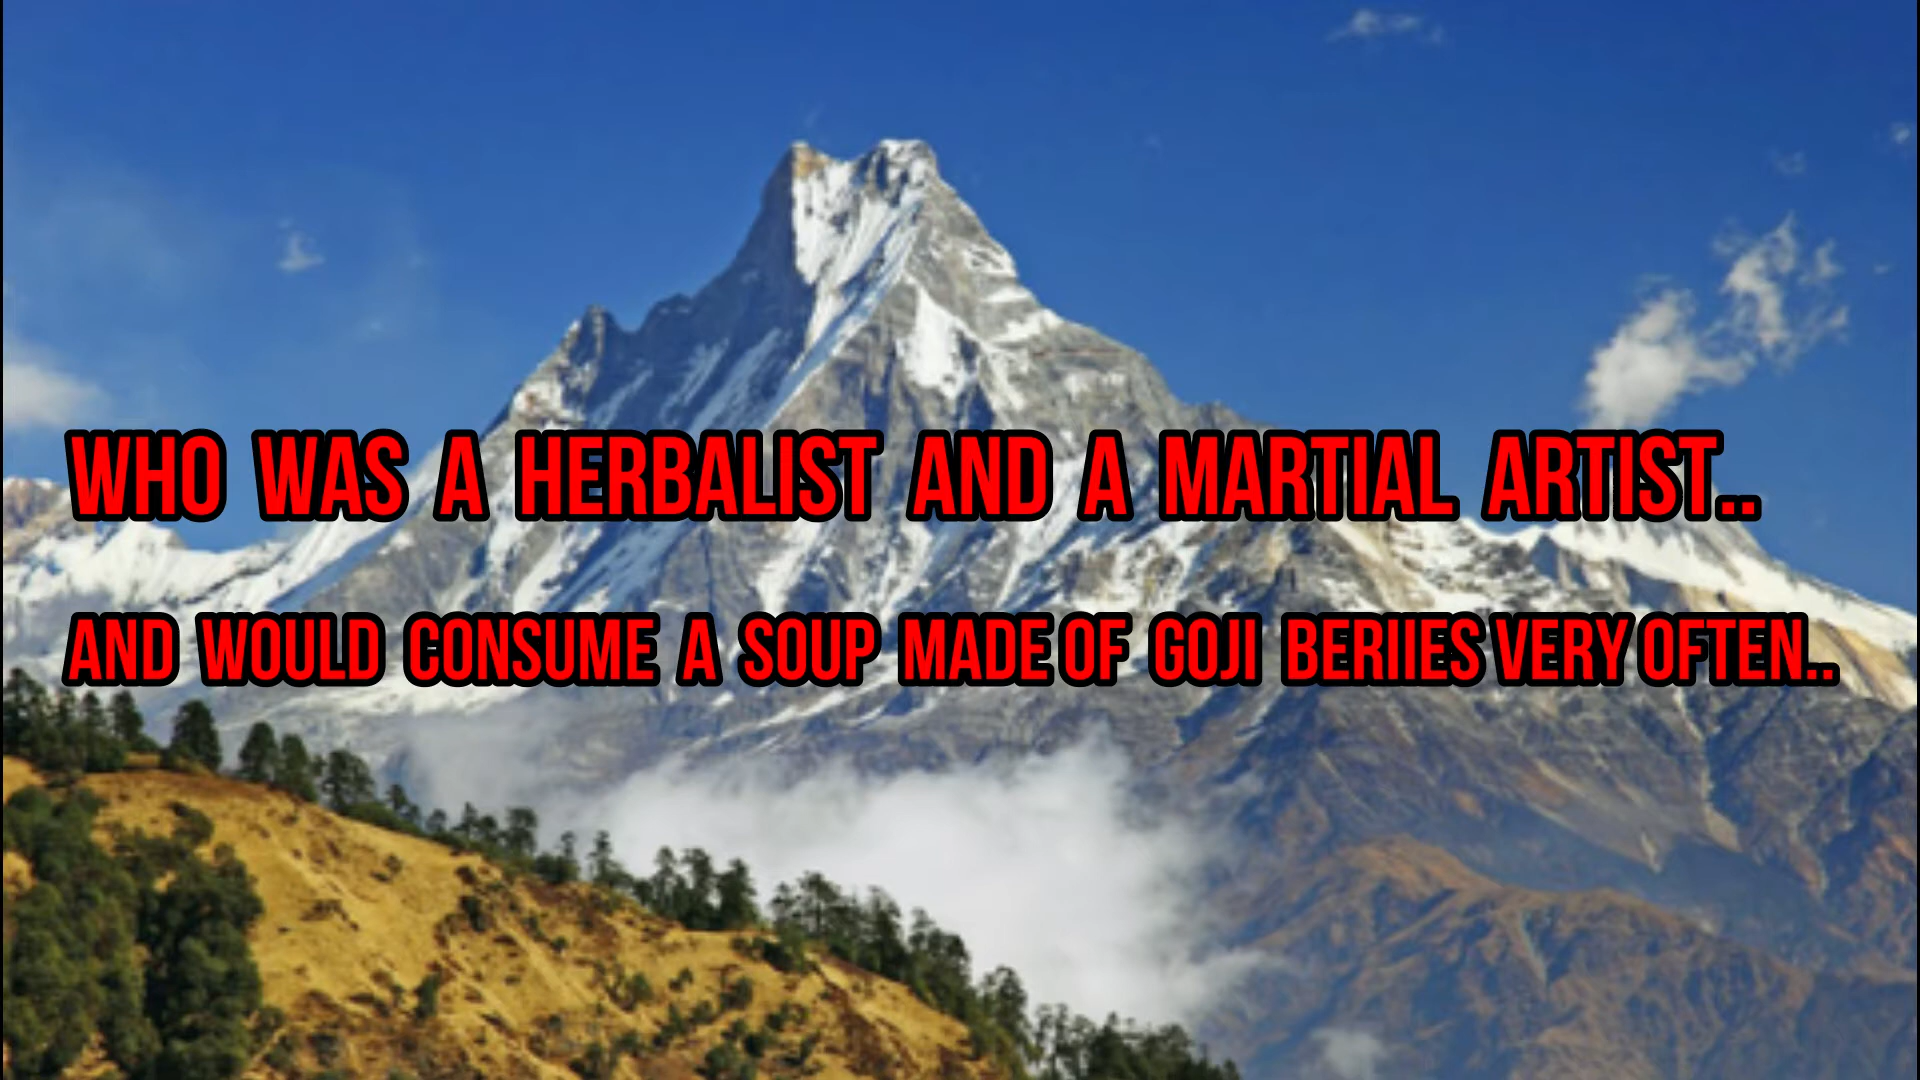 WHO WAS A HERBALIST AND A MARTIAL ARTIST..
AND WOULD CONSUME A SOUP MADE OF GOJI BERIIES VERY OFTEN..